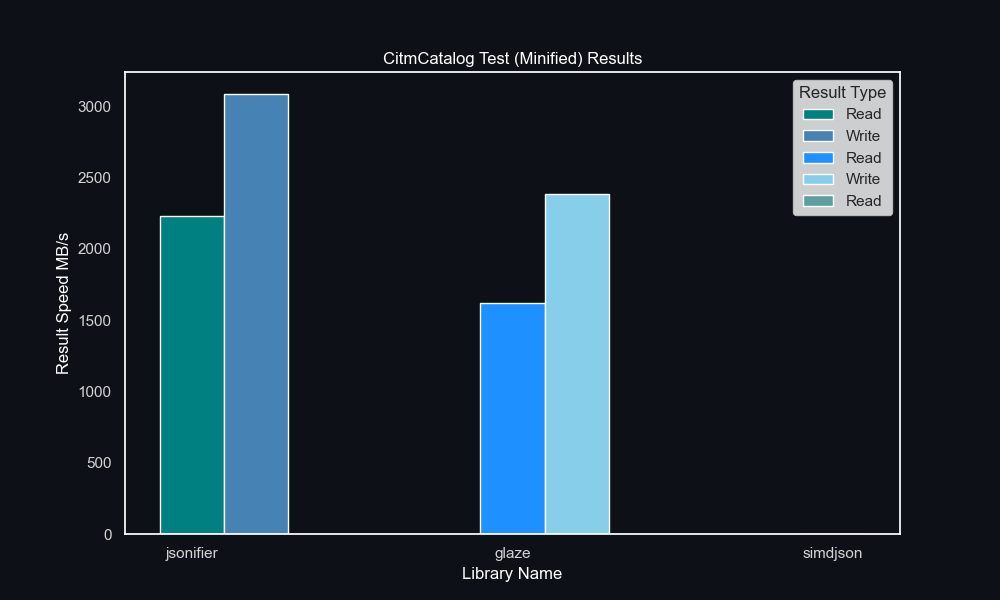 CitmCatalog Test (Minified) Results
Result Type
Read
Write
Read
Write
Read
Result Speed MB/s
3000
2500
2000
1500
1000
500
0
jsonifier
glaze
simdjson
Library Name